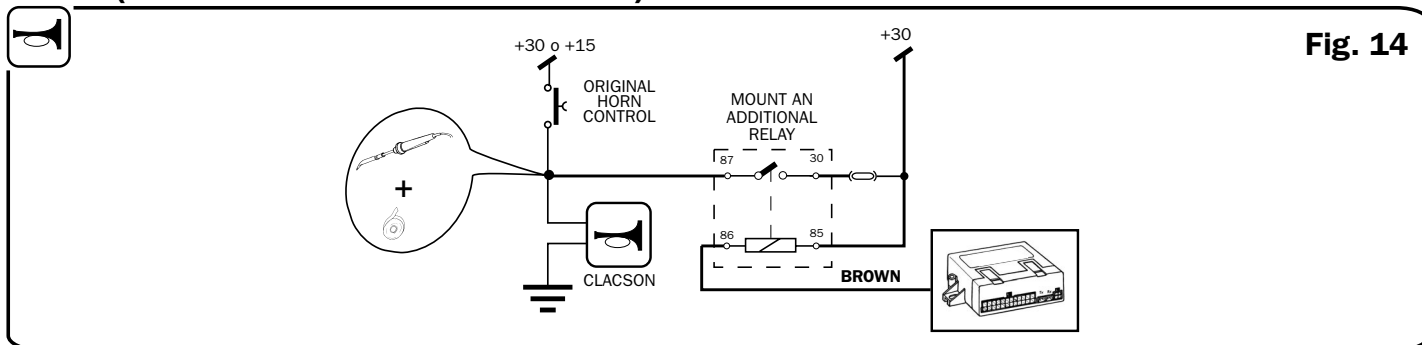 Fig. 14
+30 o +15
+30
ORIGINAL
HORN
CONTROL
MOUNT AN
ADDITIONAL
RELAY
87
30
+
86
85
CLACSON
BROWN